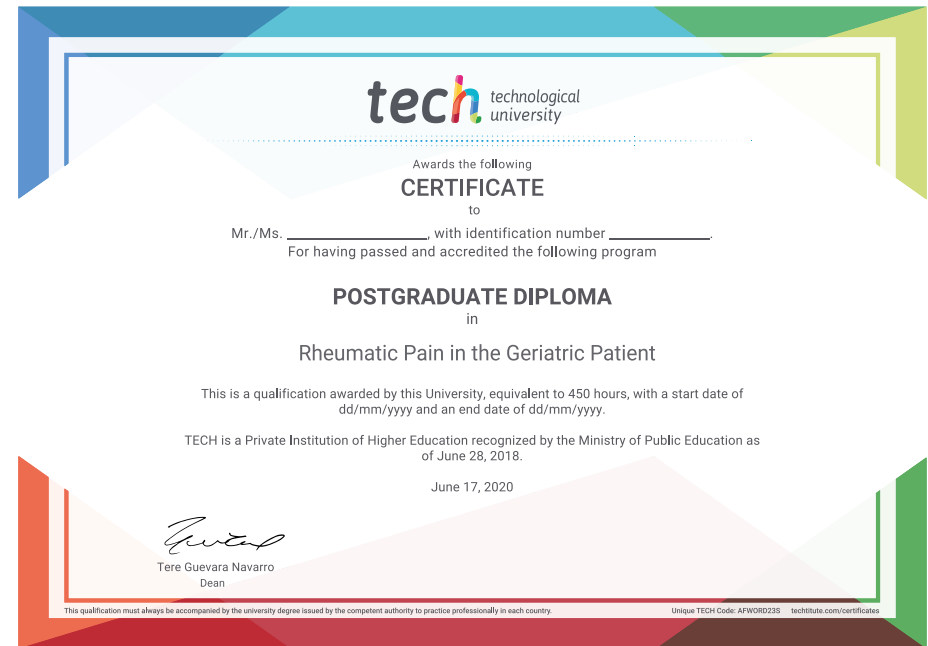 tech technological
university
Awards the following
CERTIFICATE
to
Mr./Ms. ____________________, with identification number ______________.
For having passed and accredited the following program
POSTGRADUATE DIPLOMA
in
Rheumatic Pain in the Geriatric Patient
This is a qualification awarded by this University, equivalent to 450 hours, with a start date of
dd/mm/yyyy and an end date of dd/mm/yyyy.
TECH is a Private Institution of Higher Education recognized by the Ministry of Public Education as
of June 28, 2018.
June 17, 2020
Tere Guevara Navarro
Dean
This qualification must always be accompanied by the university degree issued by the competent authority to practice professionally in each country. Unique TECH Code: AFWORD23S techtitute.com/certificates